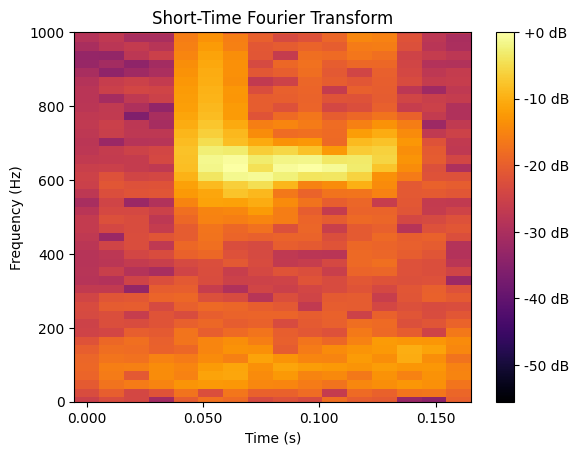 Short-Time Fourier Transform
1000
800
600
400
200
0
Frequency (Hz)
0.000
0.050
0.100
0.150
Time (s)
+0 dB
-10 dB
-20 dB
-30 dB
-40 dB
-50 dB